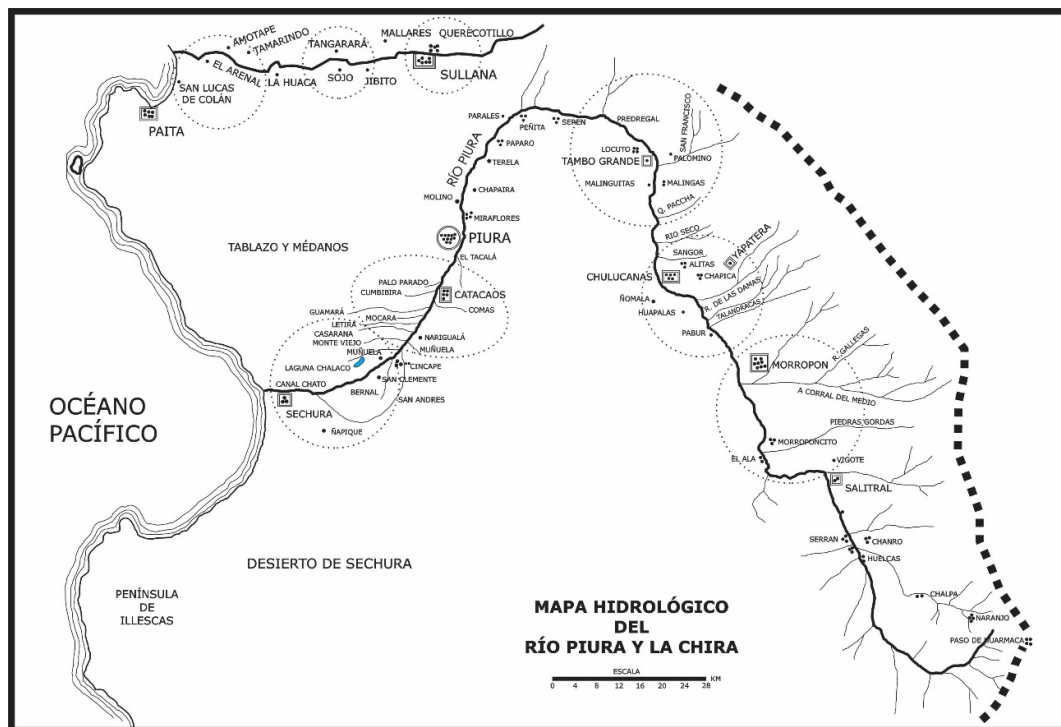 AMOTAPE
TAMARINDO
TANGARARÁ
MALLARES
QUERECOTILLO
EL ARENAL
LA HUACA
SOJO
JIBITO
SULLANA
SAN LUCAS
DE COLÁN
PAITA
PARALES
PEÑITA
SEREN
PREDREGAL
SAN FRANCISCO
RÍO PIURA
PAPARO
LOCUTO
PALOMINO
TERELA
TAMBO GRANDE
MALINGUITAS
MALINGAS
CHAPAIRA
MOLINO
Q. PACCHA
MIRAFLORES
PIURA
RIO SECO
TABLAZO Y MÉDANOS
EL TACALÁ
SANGOR
YAPATERA
ALITAS
CHULUCANAS
CHAPICA
PALO PARADO
CUMBIBIRA
CATACAOS
ÑOMALA
R. DE LAS DAMAS
GUAMARÁ
COMAS
HUAPALAS
TALANDRACAS
MOCARA
LETIRÁ
CASARANA
MONTE VIEJO
NARIGUALÁ
PABUR
MUÑUELA
MUÑUELA
R. GALLEGAS
LAGUNA CHALACO
CINCAPE
MORROPON
SAN CLEMENTE
CANAL CHATO
BERNAL
SAN ANDRES
A CORRAL DEL MEDIO
SECHURA
OCÉANO
PACÍFICO
ÑAPIQUE
PIEDRAS GORDAS
MORROPONCITO
EL ALA
VIGOTE
SALITRAL
SERRAN
CHANRO
HUELCAS
DESIERTO DE SECHURA
PENÍNSULA
DE
ILLESCAS
CHALPA
NARANJO
PASO DE HUARMACA
MAPA HIDROLÓGICO
DEL
RÍO PIURA Y LA CHIRA
ESCALA
KM
0 4 8 12 16 20 24 28